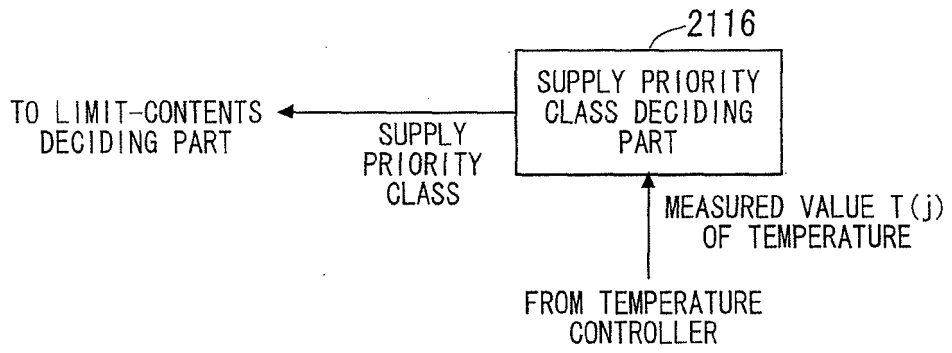 2116
SUPPLY PRIORITY
CLASS DECIDING
PART
TO LIMIT-CONTENTS
DECIDING PART
SUPPLY
PRIORITY
CLASS
MEASURED VALUE T(j)
OF TEMPERATURE
FROM TEMPERATURE
CONTROLLER